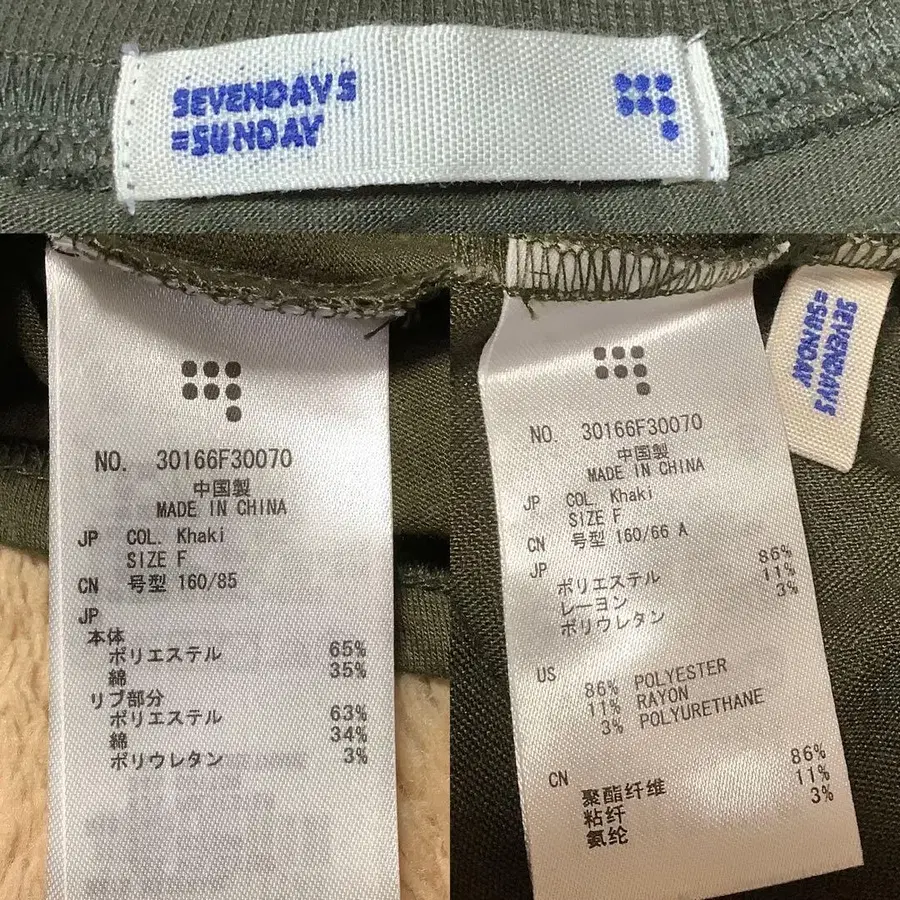 SEVENDAYS
=SUNDAY
NO. 30166F30070
中国製
MADE IN CHINA
JP COL. Khaki
SIZE F
CN 号型 160/85
JP
本体
ポリエステル 65%
綿 35%
リブ部分
ポリエステル 63%
綿 34%
ポリウレタン 3%
NO. 30166F30070
中国製
MADE IN CHINA
JP COL. Khaki
SIZE F
CN 号型 160/66 A
JP
ポリエステル 86%
レーヨン 11%
ポリウレタン 3%
US
86% POLYESTER
11% RAYON
3% POLYURETHANE
CN
聚酯纤维 86%
粘纤 11%
氨纶 3%
SEVENDAYS
=SUNDAY